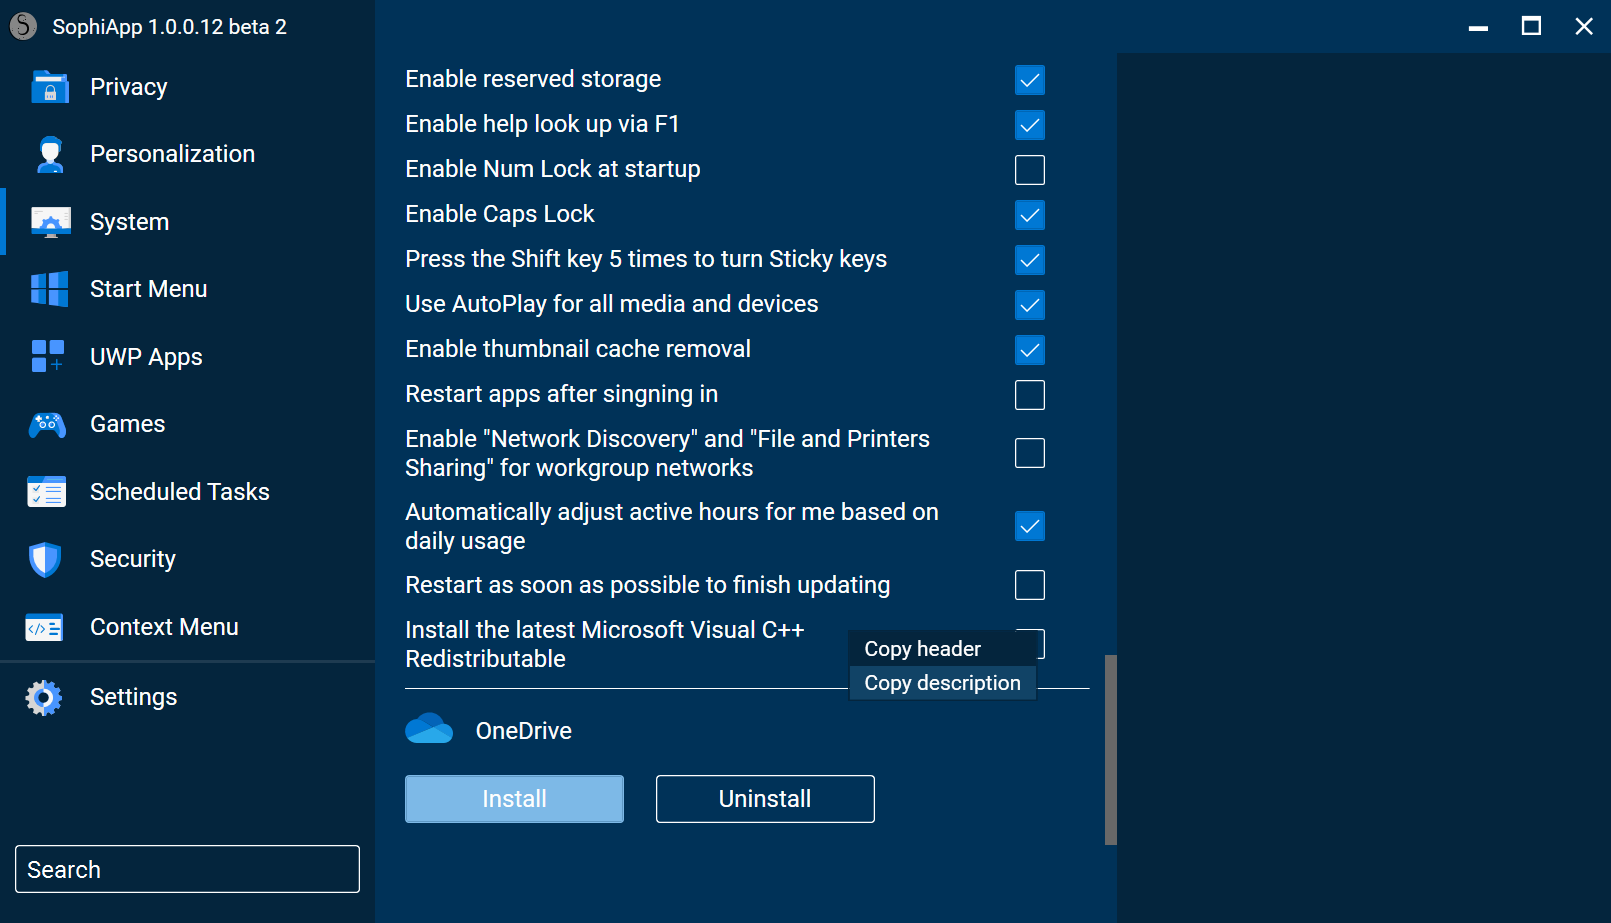 SophiApp 1.0.0.12 beta 2
Privacy
Personalization
System
Start Menu
UWP Apps
Games
Scheduled Tasks
Security
Context Menu
Settings
Search
Enable reserved storage
Enable help look up via F1
Enable Num Lock at startup
Enable Caps Lock
Press the Shift key 5 times to turn Sticky keys
Use AutoPlay for all media and devices
Enable thumbnail cache removal
Restart apps after singning in
Enable "Network Discovery" and "File and Printers
Sharing" for workgroup networks
Automatically adjust active hours for me based on
daily usage
Restart as soon as possible to finish updating
Install the latest Microsoft Visual C++
Redistributable
Copy header
Copy description
OneDrive
Install
Uninstall